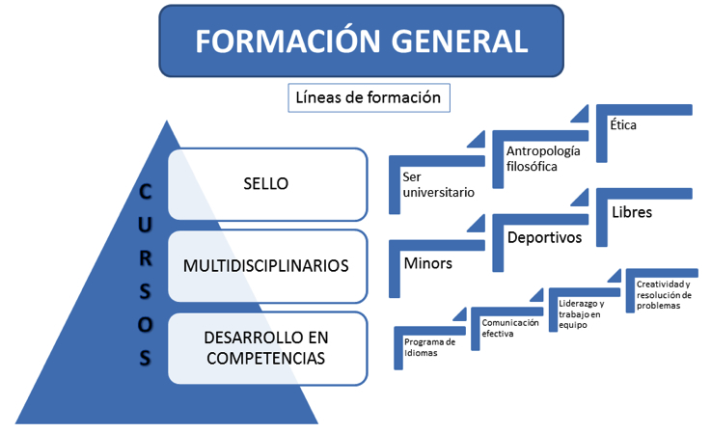 FORMACIÓN GENERAL
Líneas de formación
CURSOS
SELLO
Ser
universitario
Antropología
filosófica
Ética
MULTIDISCIPLINARIOS
Minors
Deportivos
Libres
DESARROLLO EN
COMPETENCIAS
Programa de
Idiomas
Comunicación
efectiva
Liderazgo y
trabajo en
equipo
Creatividad y
resolución de
problemas